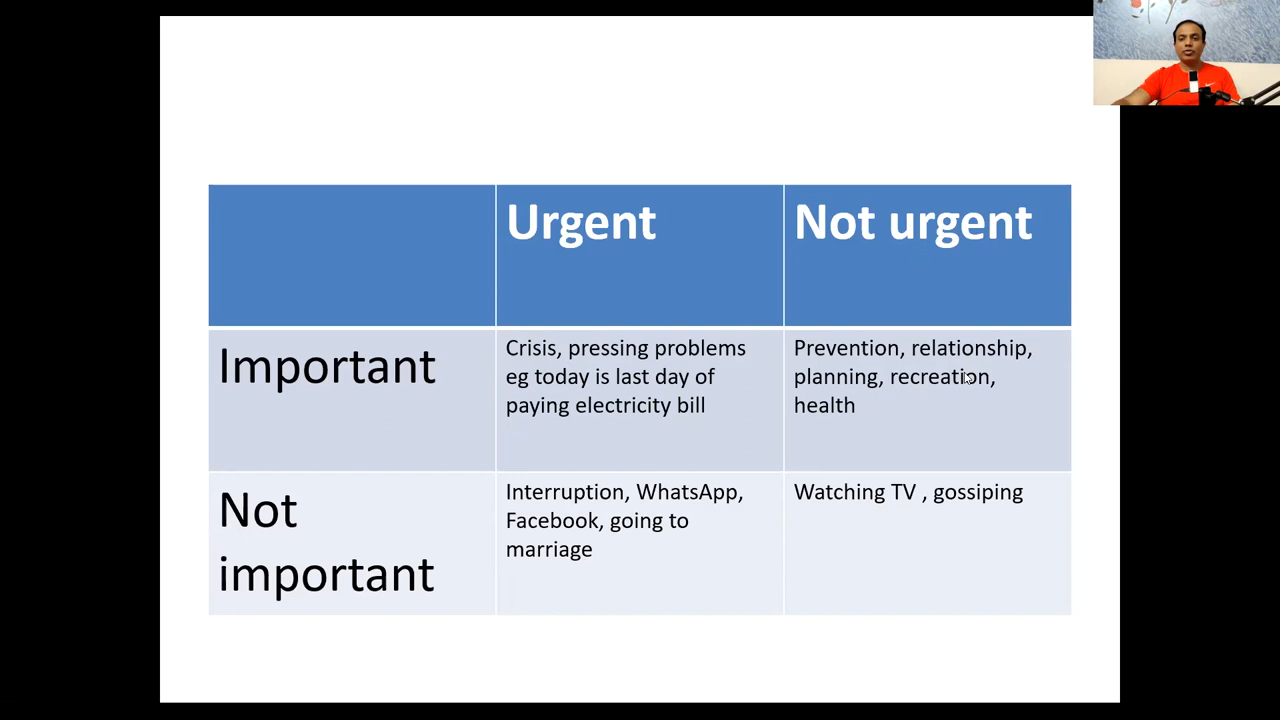 Urgent
Not urgent
Important
Crisis, pressing problems
eg today is last day of
paying electricity bill
Prevention, relationship,
planning, recreation,
health
Not
important
Interruption, WhatsApp,
Facebook, going to
marriage
Watching TV , gossiping